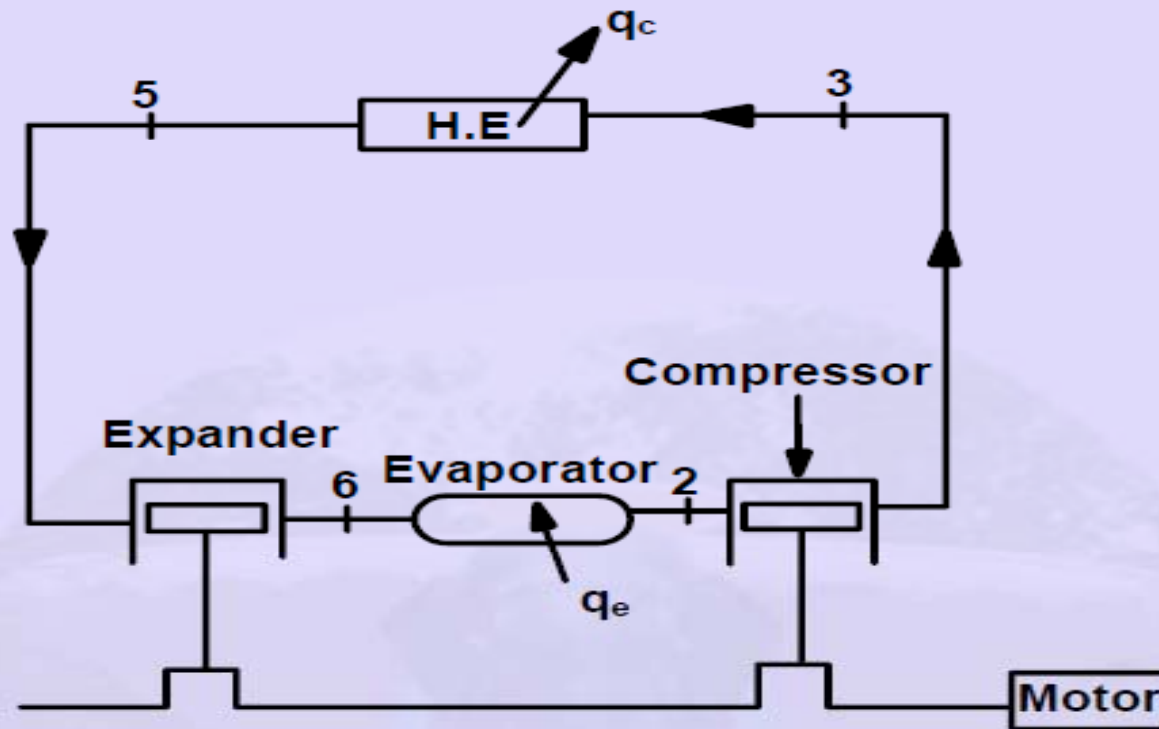 qc
5
3
H.E
Compressor
Expander
Evaporator
6
2
qe
Motor